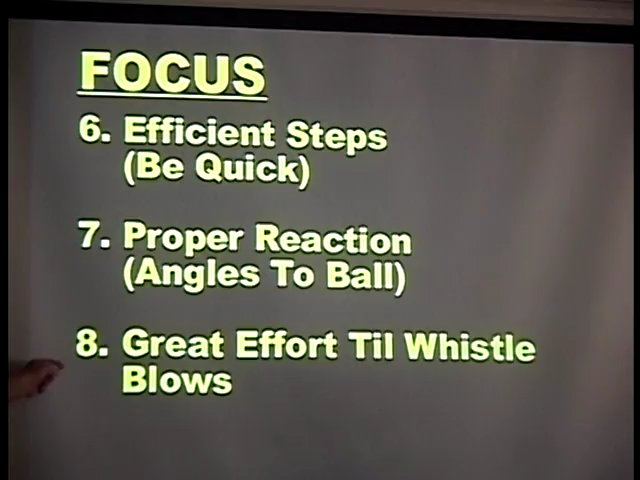 FOCUS
6. Efficient Steps
(Be Quick)
7. Proper Reaction
(Angles To Ball)
8. Great Effort Til Whistle
Blows